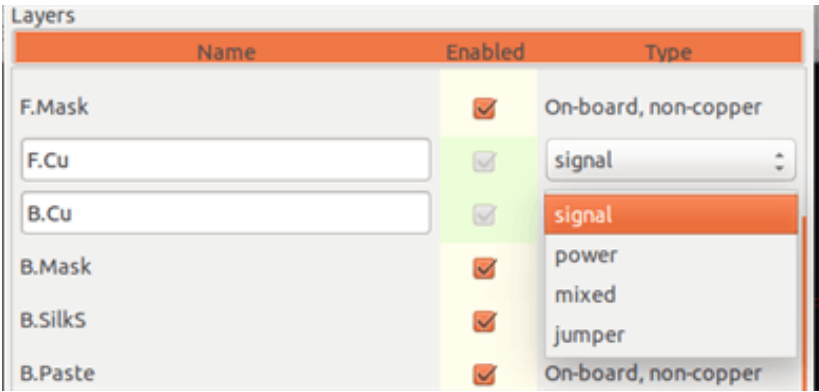 Layers
Name Enabled Type
F.Mask On-board, non-copper
F.Cu signal
B.Cu signal
power
B.Mask mixed
B.SilkS jumper
B.Paste On-board, non-copper